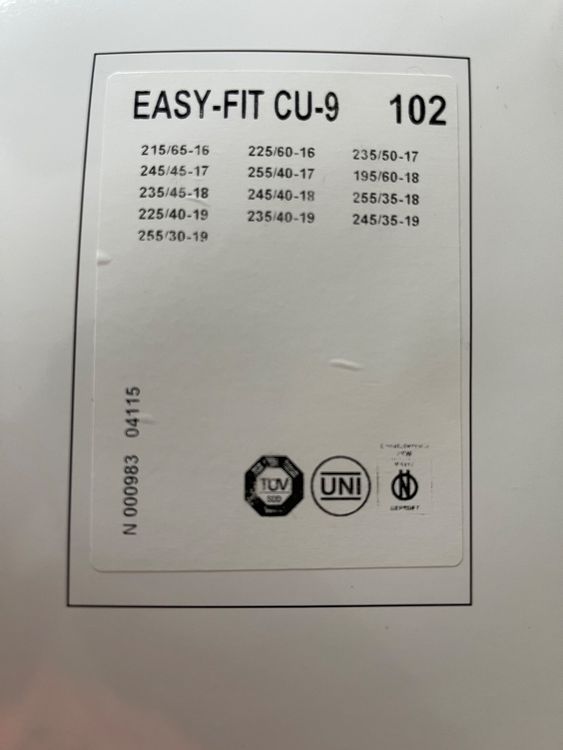 EASY-FIT CU-9 102
215/65-16 225/60-16 235/50-17
245/45-17 255/40-17 195/60-18
235/45-18 245/40-18 255/35-18
225/40-19 235/40-19 245/35-19
255/30-19
N 000983 04115
TÜV
SÜD
UNI
GEPRÜFT